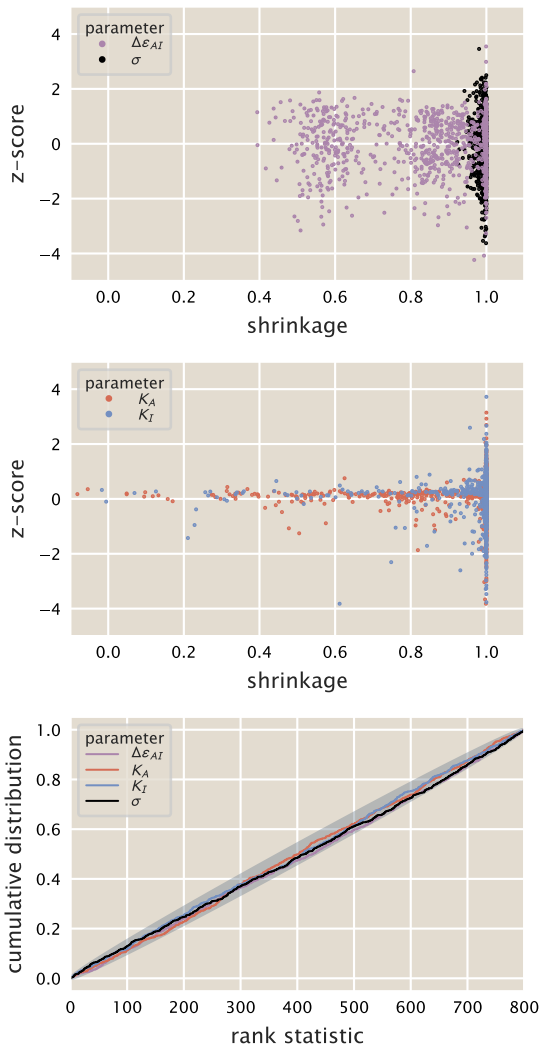 parameter
Δε_AI
σ
4
2
0
−2
−4
z−score
0.0 0.2 0.4 0.6 0.8 1.0
shrinkage
parameter
K_A
K_I
4
2
0
−2
−4
z−score
0.0 0.2 0.4 0.6 0.8 1.0
shrinkage
parameter
Δε_AI
K_A
K_I
σ
1.0
0.8
0.6
0.4
0.2
0.0
cumulative distribution
0 100 200 300 400 500 600 700 800
rank statistic